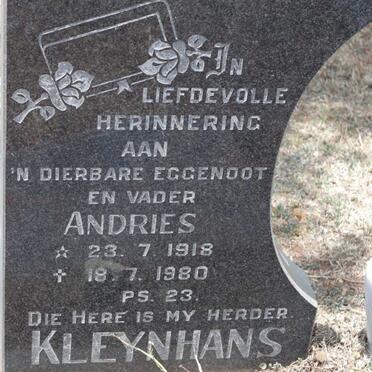 IN
LIEFDEVOLLE
HERINNERING
AAN
'N DIERBARE EGGENOOT
EN VADER
ANDRIES
☆ 23. 7. 1918
✝ 18. 7. 1980
PS. 23.
DIE HERE IS MY HERDER.
KLEYNHANS